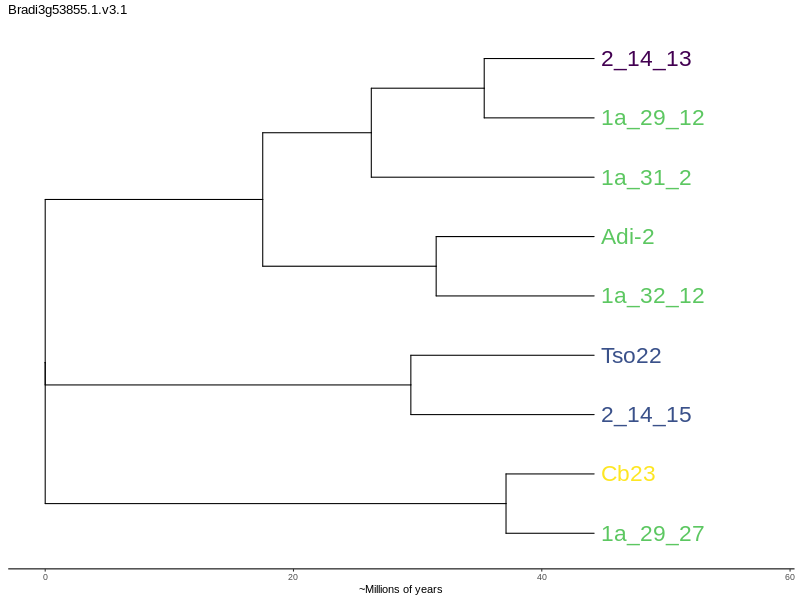 Bradi3g53855.1.v3.1
2_14_13
1a_29_12
1a_31_2
Adi-2
1a_32_12
Tso22
2_14_15
Cb23
1a_29_27
0 20 40 60
~Millions of years